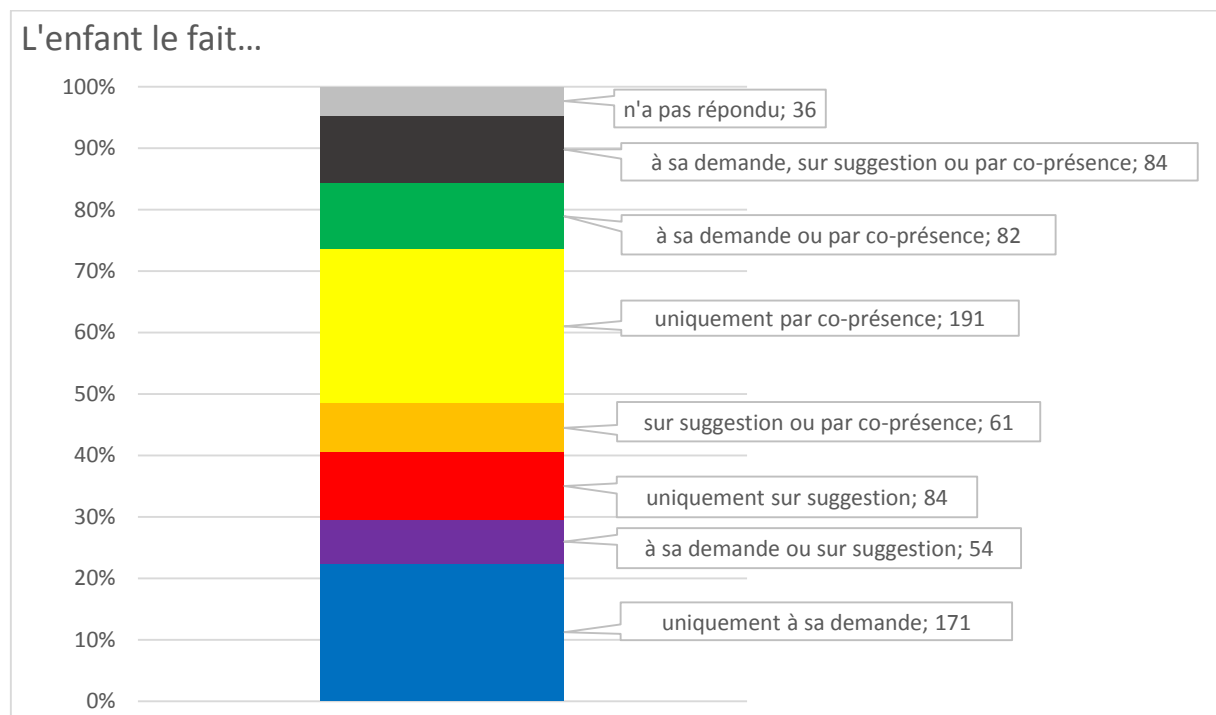 L'enfant le fait...
100%
n'a pas répondu; 36
90%
à sa demande, sur suggestion ou par co-présence; 84
80%
à sa demande ou par co-présence; 82
70%
uniquement par co-présence; 191
60%
50%
sur suggestion ou par co-présence; 61
40%
uniquement sur suggestion; 84
30%
à sa demande ou sur suggestion; 54
20%
uniquement à sa demande; 171
10%
0%